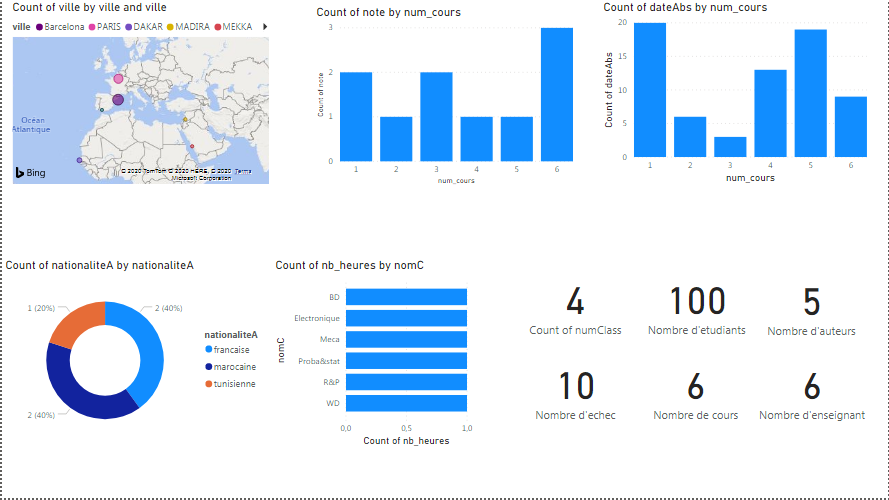 Count of ville by ville and ville
ville Barcelona PARIS DAKAR MADIRA MEKKA
Océan
Atlantique
Bing
© 2020 TomTom © 2020 HERE, © 2020 Terms
Microsoft Corporation
Count of note by num_cours
Count of note
3
2
1
0
1 2 3 4 5 6
num_cours
Count of dateAbs by num_cours
Count of dateAbs
20
15
10
5
0
1 2 3 4 5 6
num_cours
Count of nationaliteA by nationaliteA
1 (20%)
2 (40%)
2 (40%)
nationaliteA
francaise
marocaine
tunisienne
Count of nb_heures by nomC
nomC
BD
Electronique
Meca
Proba&stat
R&P
WD
0,0 0,5 1,0
Count of nb_heures
4 100 5
Count of numClass Nombre d'etudiants Nombre d'auteurs
10 6 6
Nombre d'echec Nombre de cours Nombre d'enseignant